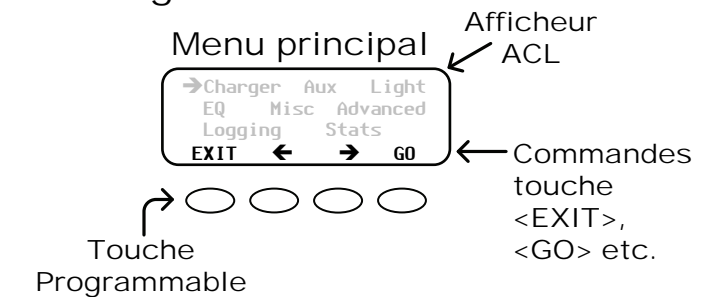 Afficheur
ACL
Menu principal
➔Charger Aux Light
EQ Misc Advanced
Logging Stats
EXIT ← → GO
Commandes
touche
<EXIT>,
<GO> etc.
Touche
Programmable